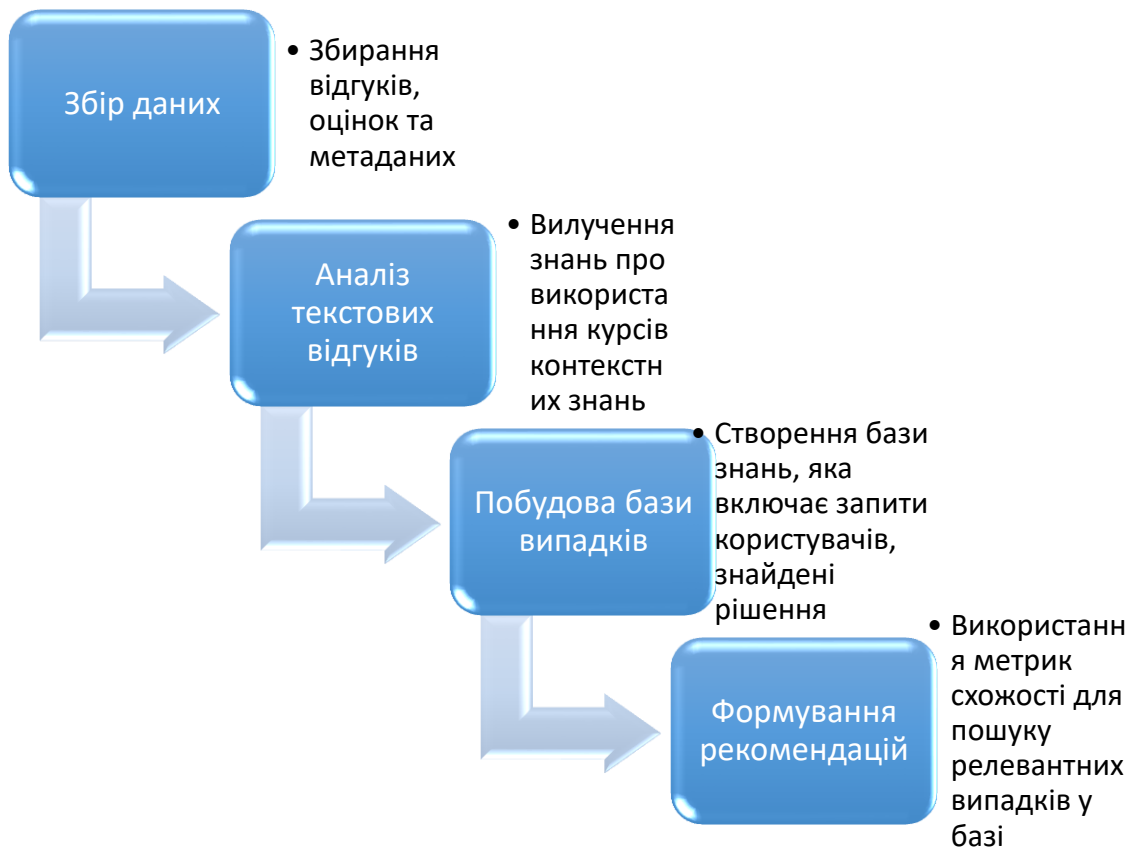 Збір даних
• Збирання
відгуків,
оцінок та
метаданих
Аналіз
текстових
відгуків
• Вилучення
знань про
використа
ння курсів
контекстн
их знань
Побудова бази
випадків
• Створення бази
знань, яка
включає запити
користувачів,
знайдені
рішення
Формування
рекомендацій
• Використанн
я метрик
схожості для
пошуку
релевантних
випадків у
базі